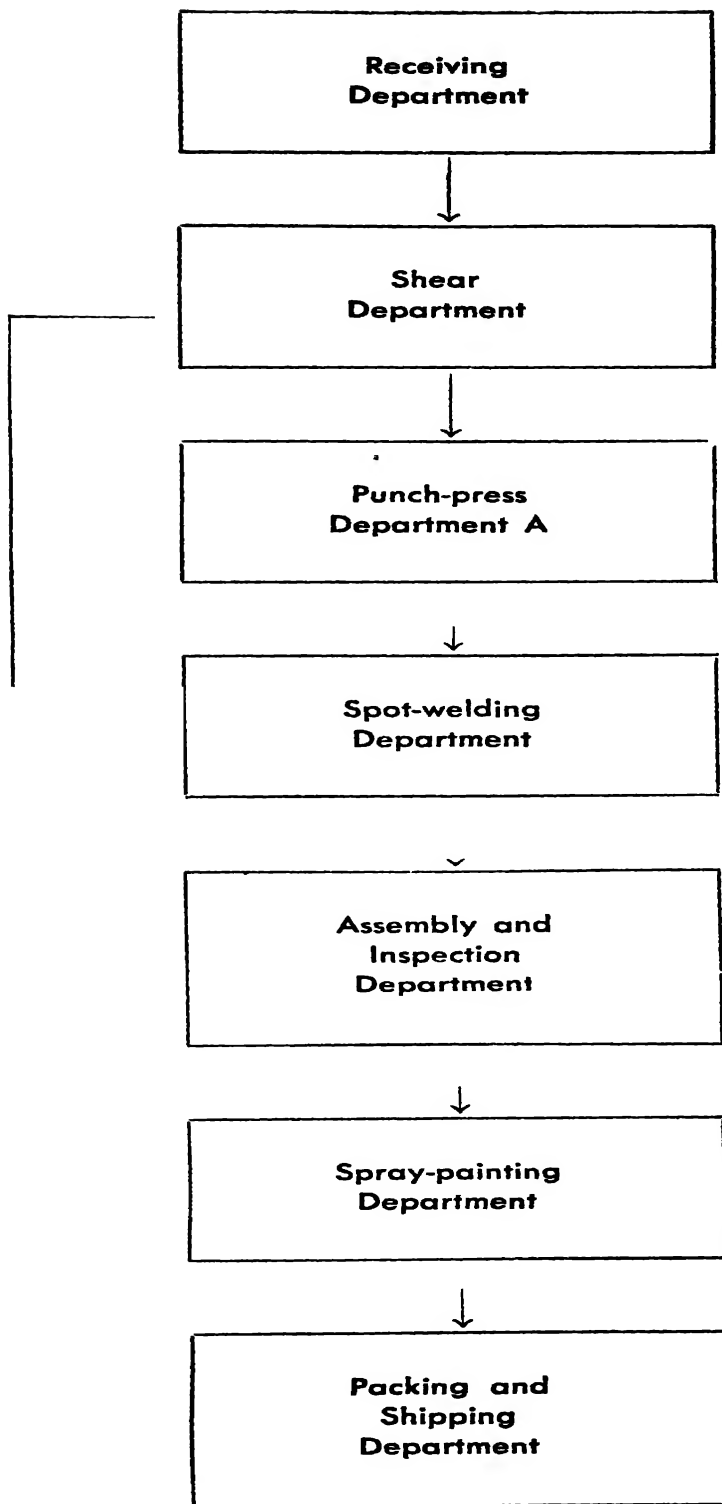 Receiving
Department
Shear
Department
Punch-press
Department A
Spot-welding
Department
Assembly and
Inspection
Department
Spray-painting
Department
Packing and
Shipping
Department